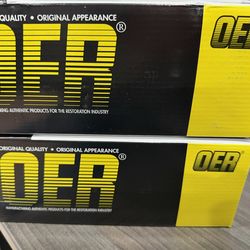 QUALITY • ORIGINAL APPEARANCE
OER®
OER
AUTHENTIC PRODUCTS FOR THE RESTORATION INDUSTRY
ORIGINAL QUALITY • ORIGINAL APPEARANCE
OER®
OER
MANUFACTURING AUTHENTIC PRODUCTS FOR THE RESTORATION INDUSTRY